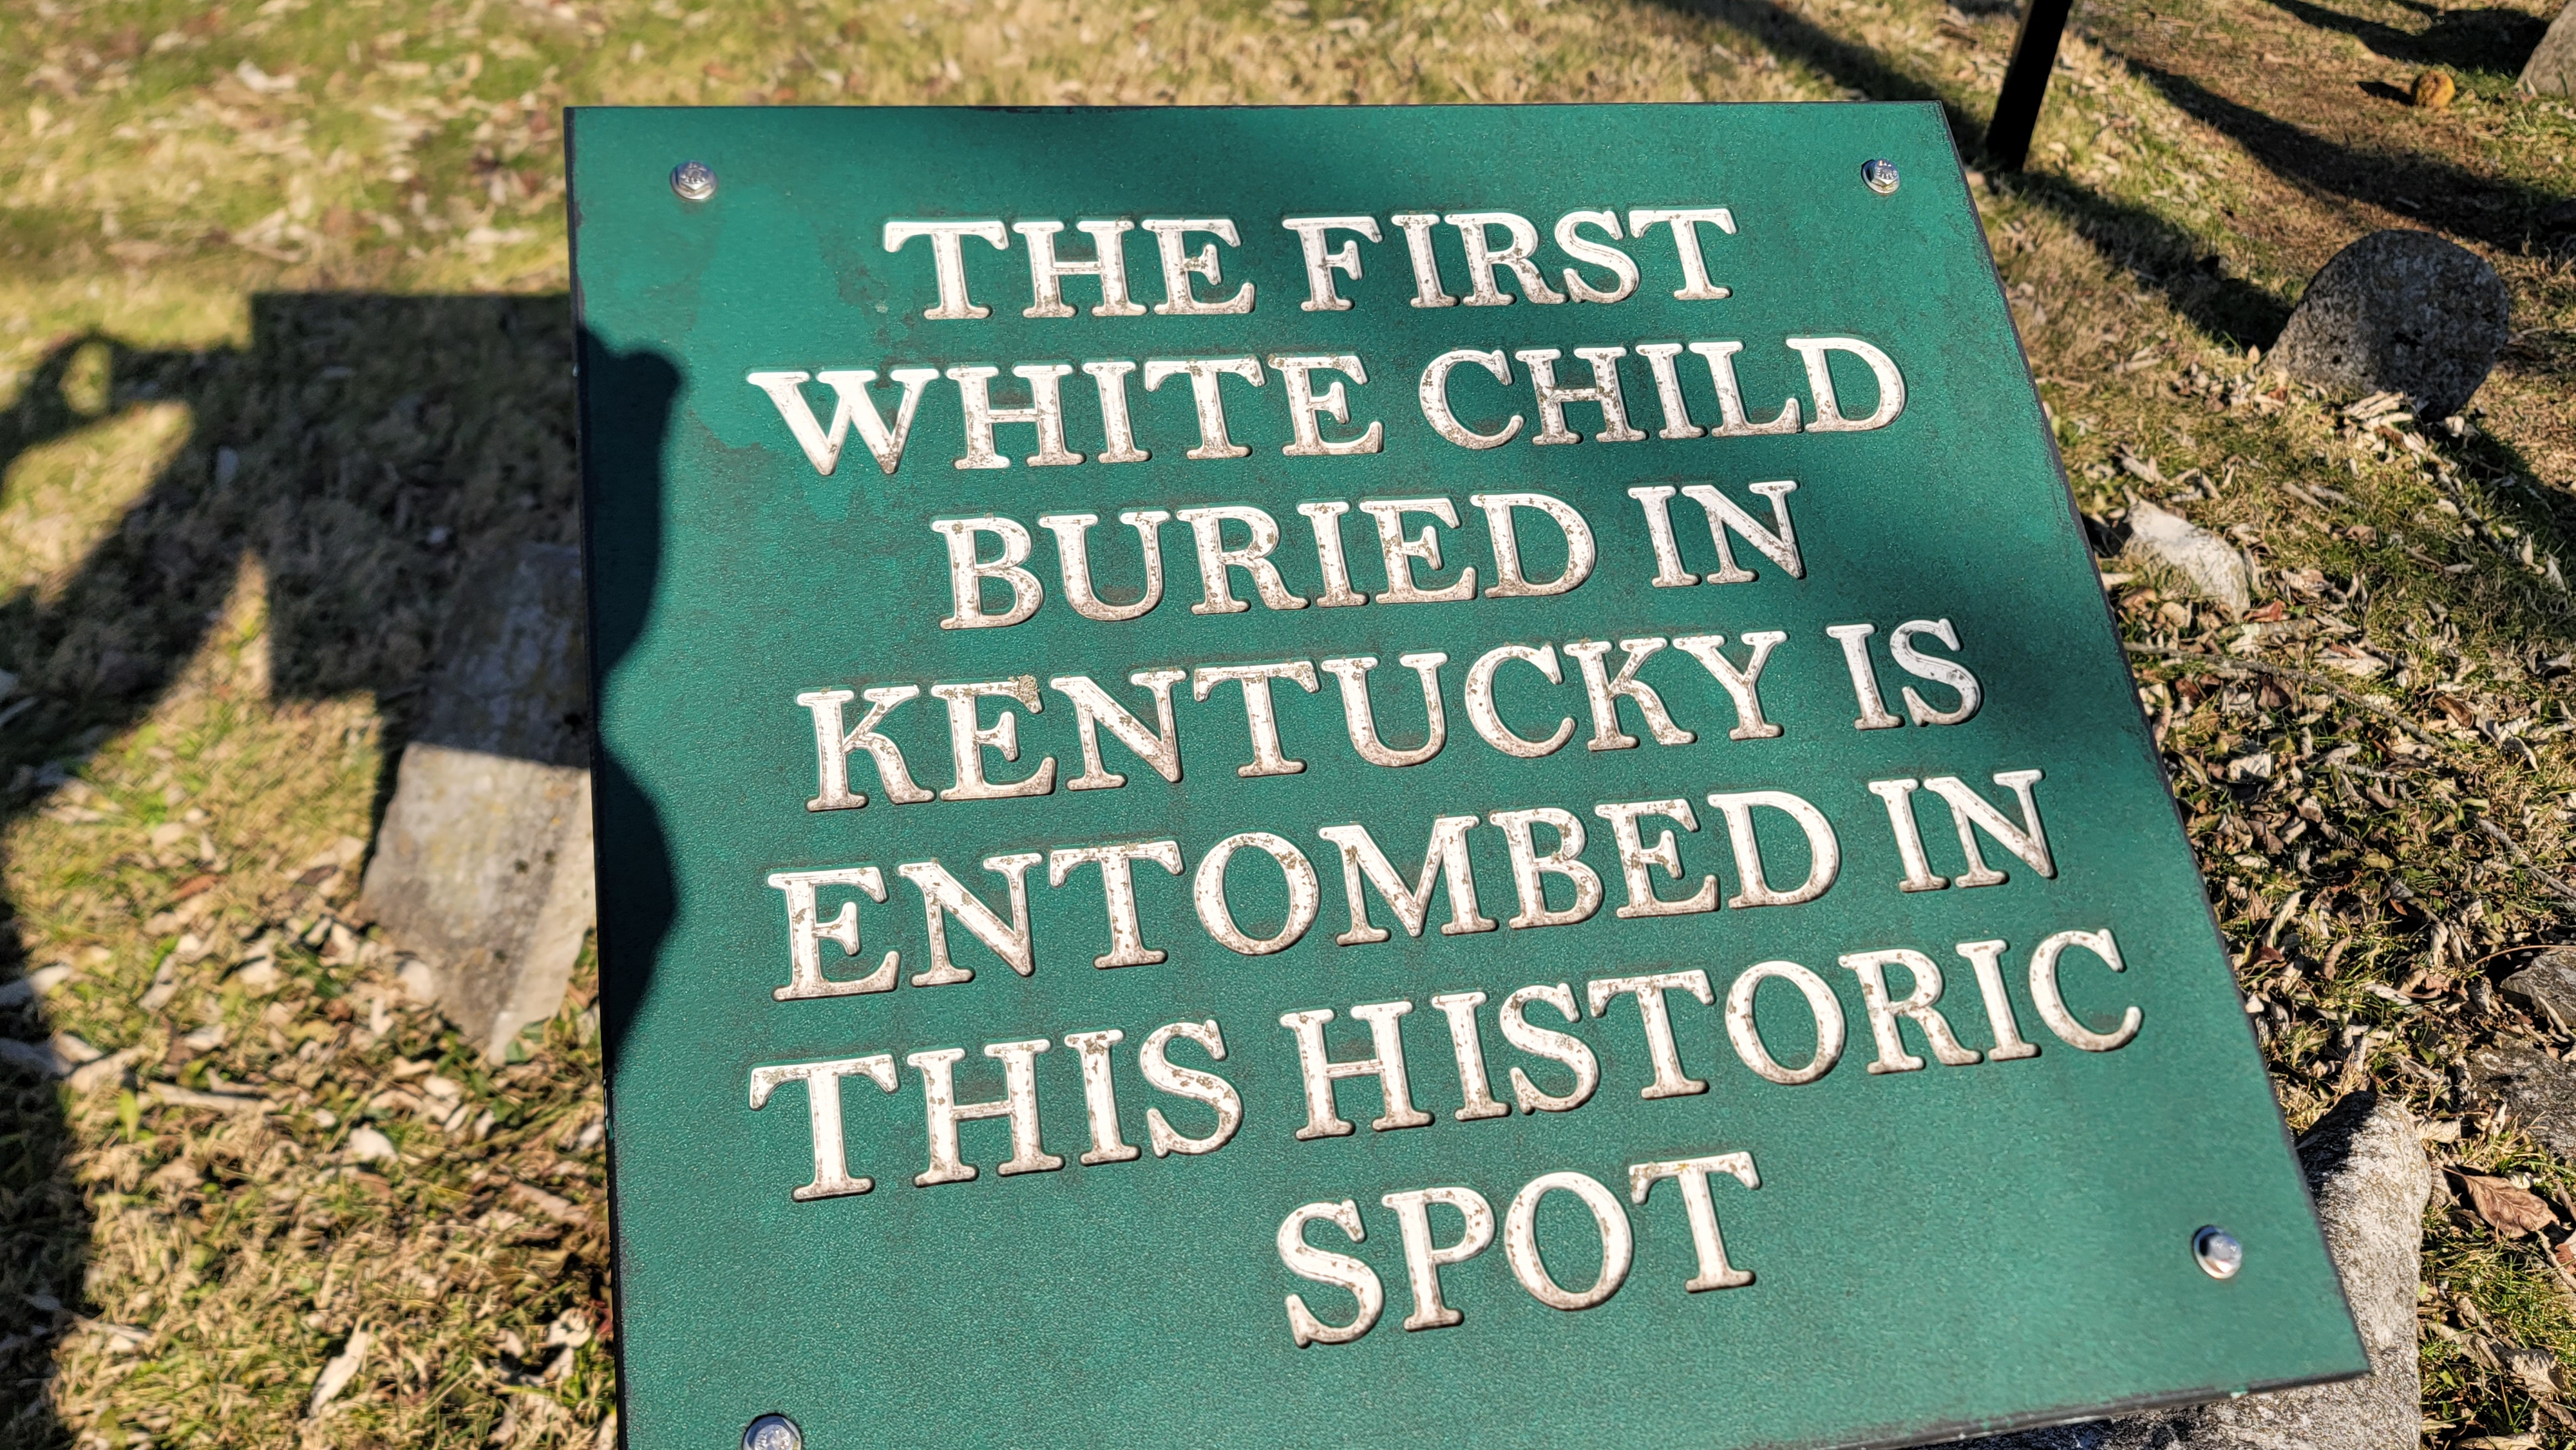 THE FIRST
WHITE CHILD
BURIED IN
KENTUCKY IS
ENTOMBED IN
THIS HISTORIC
SPOT